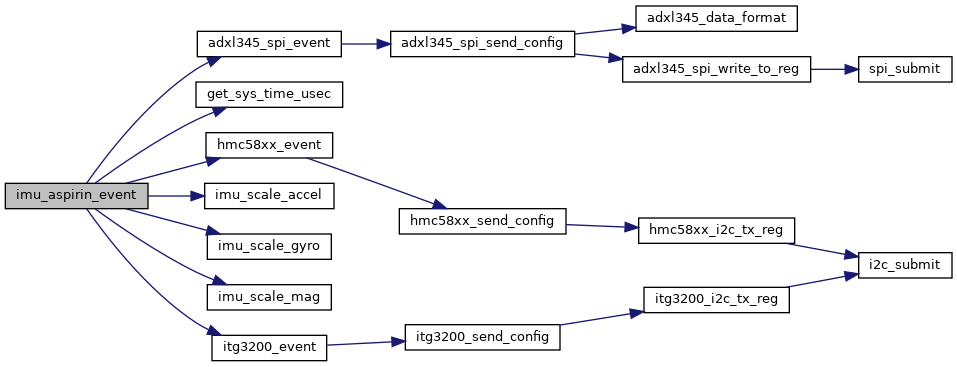 adxl345_data_format
adxl345_spi_event
adxl345_spi_send_config
adxl345_spi_write_to_reg
spi_submit
get_sys_time_usec
hmc58xx_event
imu_aspirin_event
imu_scale_accel
hmc58xx_send_config
hmc58xx_i2c_tx_reg
imu_scale_gyro
i2c_submit
imu_scale_mag
itg3200_i2c_tx_reg
itg3200_event
itg3200_send_config